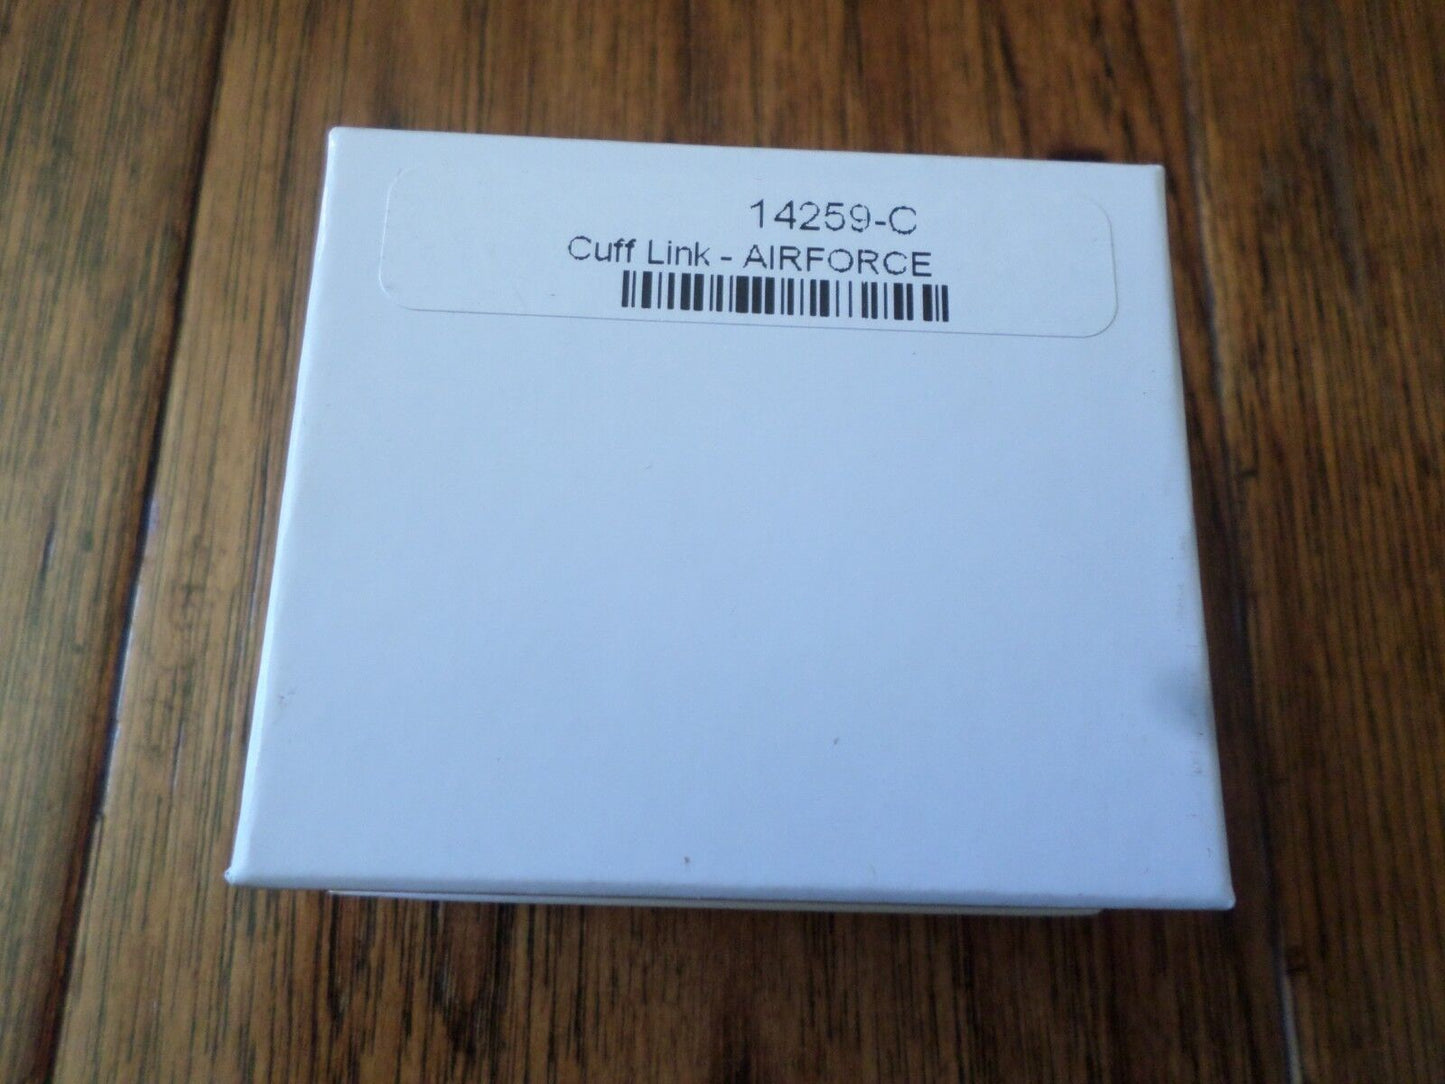 14259-C
Cuff Link - AIRFORCE